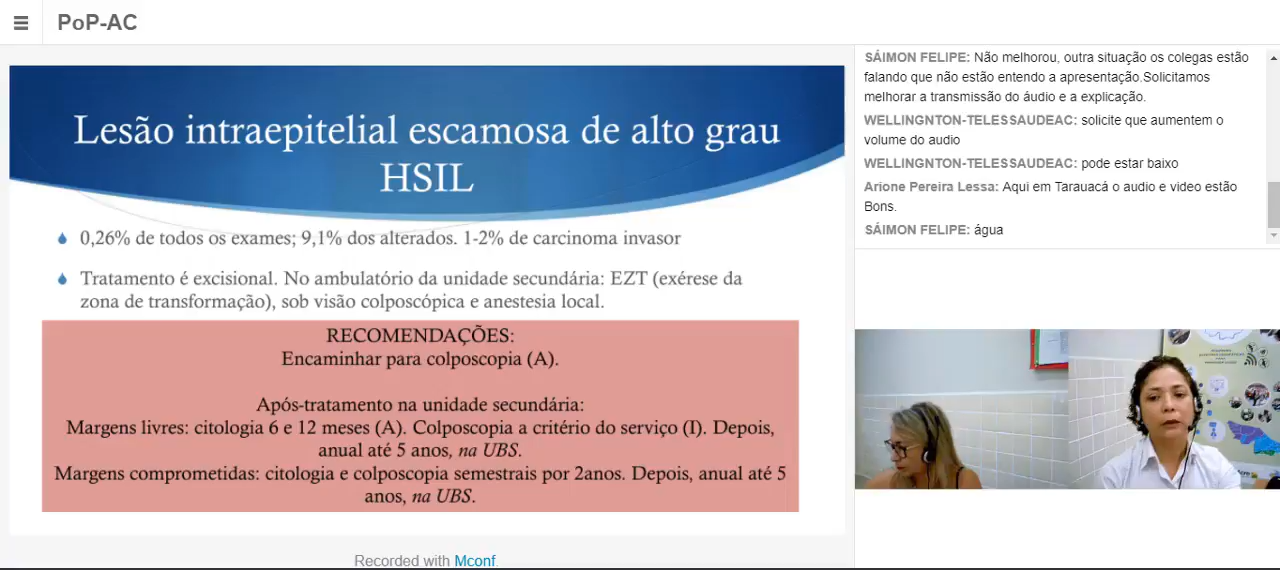 PoP-AC
Lesão intraepitelial escamosa de alto grau
HSIL
0,26% de todos os exames; 9,1% dos alterados. 1-2% de carcinoma invasor
Tratamento é excisional. No ambulatório da unidade secundária: EZT (exérese da
zona de transformação), sob visão colposcópica e anestesia local.
RECOMENDAÇÕES:
Encaminhar para colposcopia (A).
Após-tratamento na unidade secundária:
Margens livres: citologia 6 e 12 meses (A). Colposcopia a critério do serviço (I). Depois,
anual até 5 anos, na UBS.
Margens comprometidas: citologia e colposcopia semestrais por 2anos. Depois, anual até 5
anos, na UBS.
Recorded with Mconf.
SÁIMON FELIPE: Não melhorou, outra situação os colegas estão
falando que não estão entendo a apresentação.Solicitamos
melhorar a transmissão do áudio e a explicação.
WELLINGNTON-TELESSAUDEAC: solicite que aumentem o
volume do audio
WELLINGNTON-TELESSAUDEAC: pode estar baixo
Arione Pereira Lessa: Aqui em Tarauacá o audio e video estão
Bons.
SÁIMON FELIPE: água